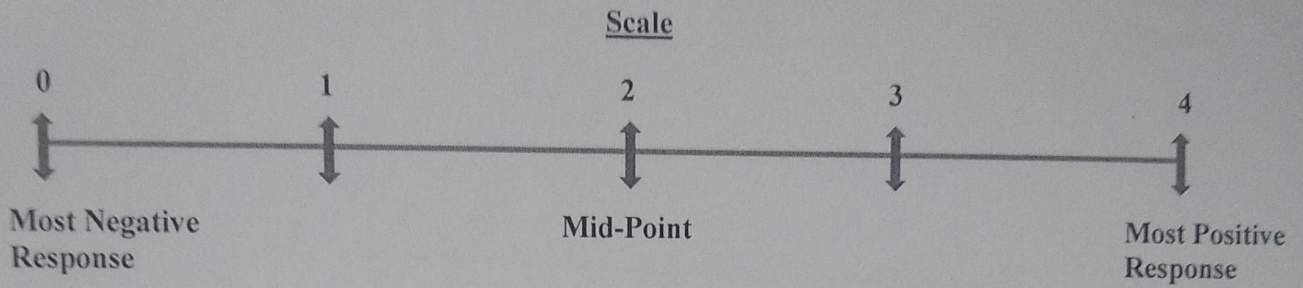 Scale
0 1 2 3 4
Most Negative
Response
Mid-Point
Most Positive
Response